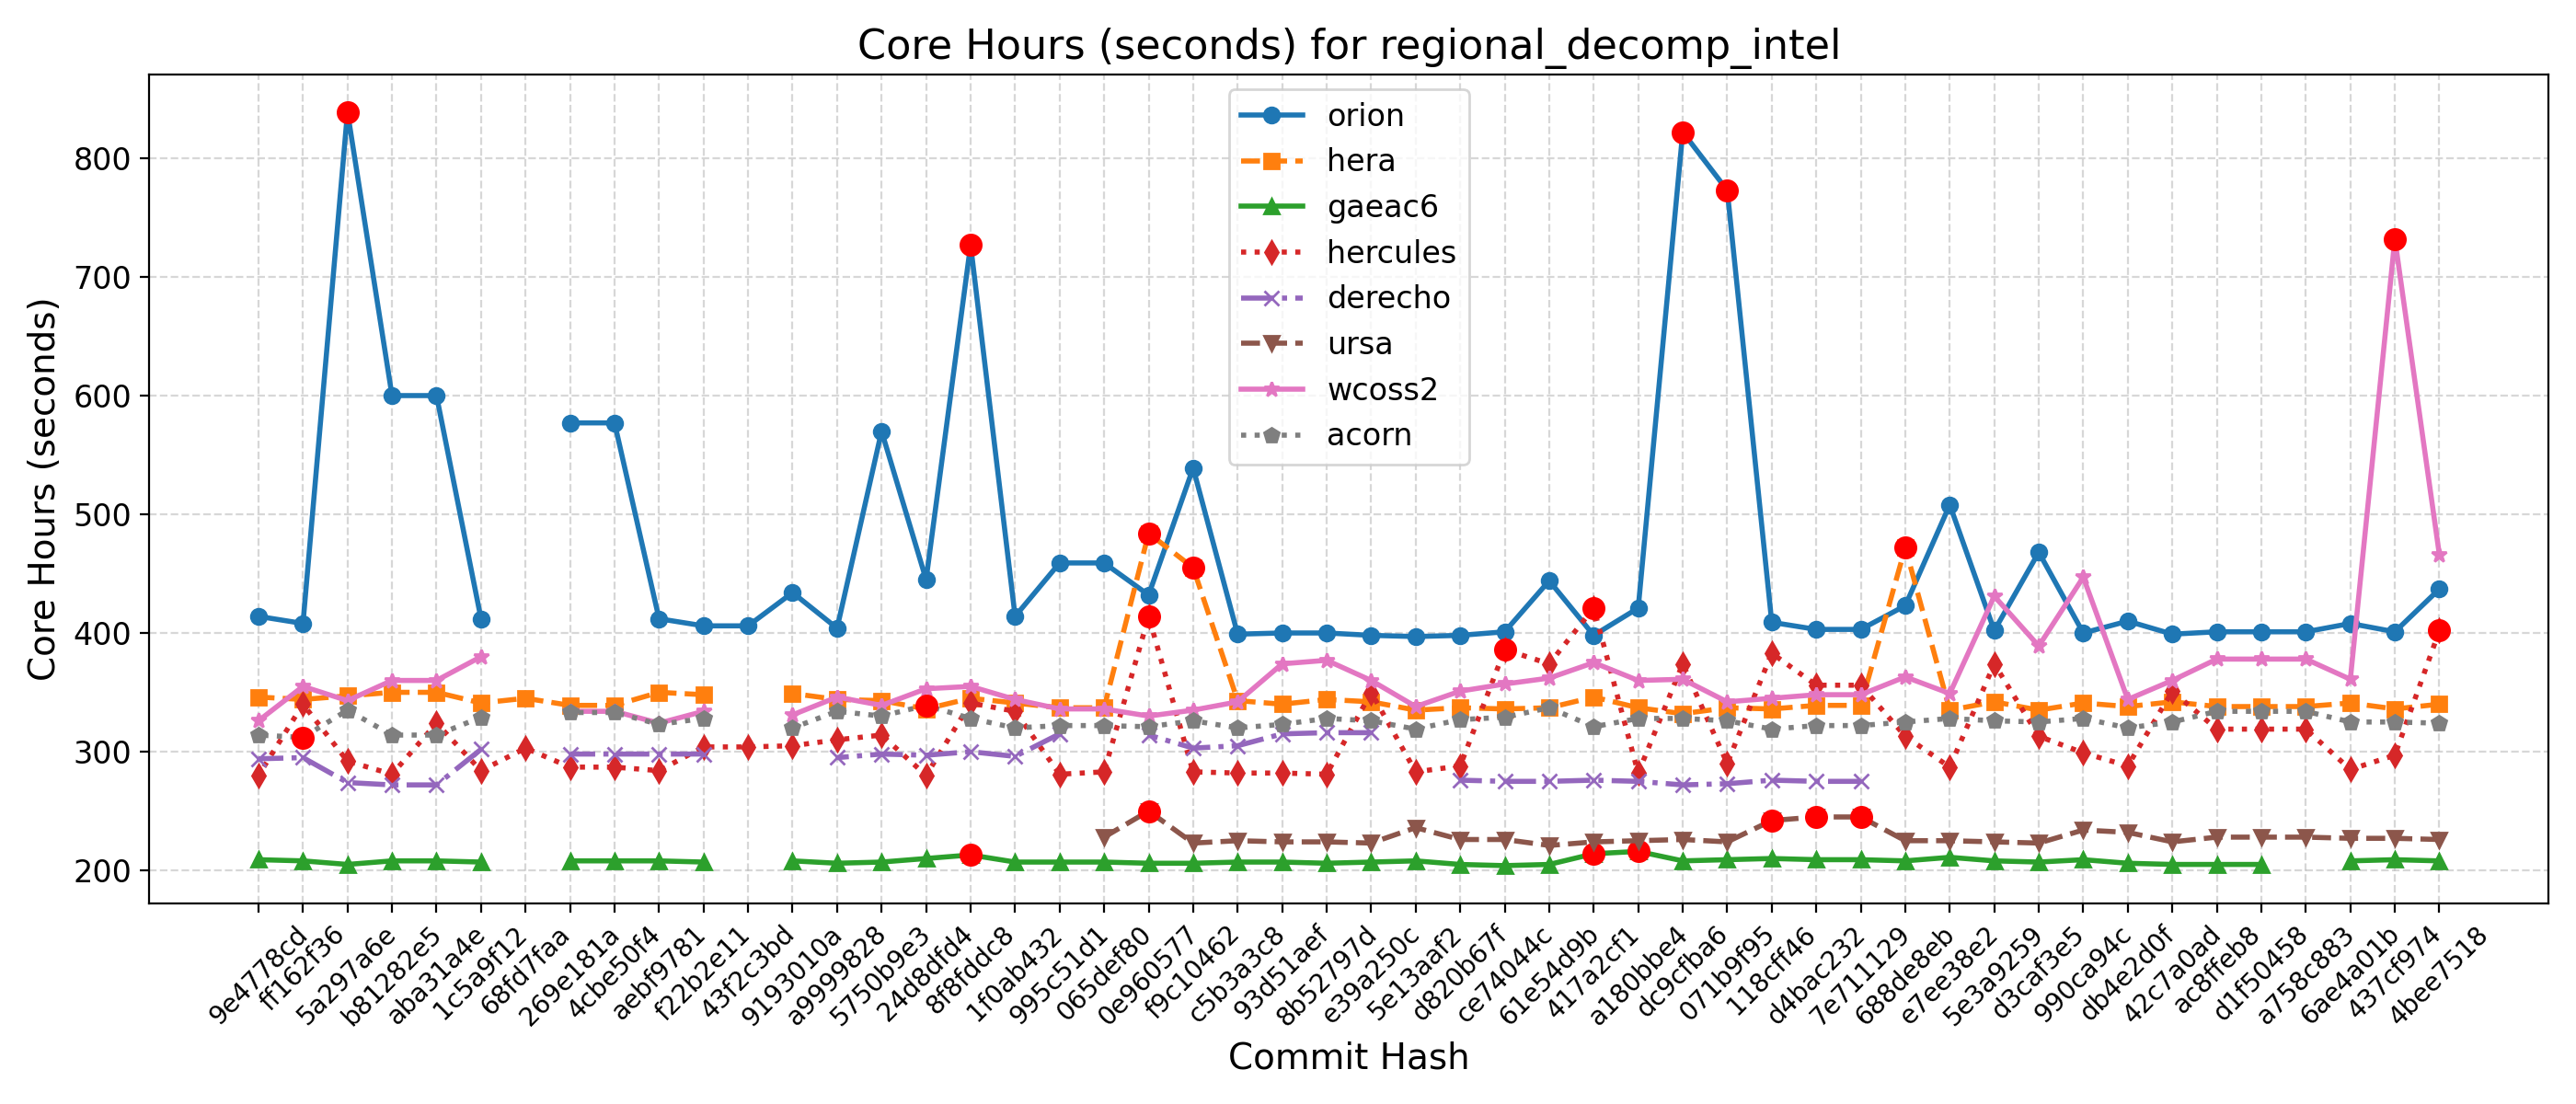 Core Hours (seconds) for regional_decomp_intel
Core Hours (seconds)
800
700
600
500
400
300
200
orion
hera
gaeac6
hercules
derecho
ursa
wcoss2
acorn
9e4778cd
ff162f36
5a297a6e
b81282e5
aba31a4e
1c5a9f12
68fd7faa
269e181a
4cbe50f4
aebf9781
f22b2e11
43f2c3bd
9193010a
a9999828
5750b9e3
24d8dfd4
8f8fddc8
1f0ab432
995c51d1
065def80
0e960577
f9c10462
c5b3a3c8
93d51aef
8b52797d
e39a250c
5e13aaf2
d820b67f
ce74044c
61e54d9b
417a2cf1
a180bbe4
dc9cfba6
071b9f95
118cff46
d4bac232
7e711129
688de8eb
e7ee38e2
5e3a9259
d3caf3e5
990ca94c
db4e2d0f
42c7a0ad
ac8ffeb8
d1f50458
a758c883
6ae4a01b
437cf974
4bee7518
Commit Hash